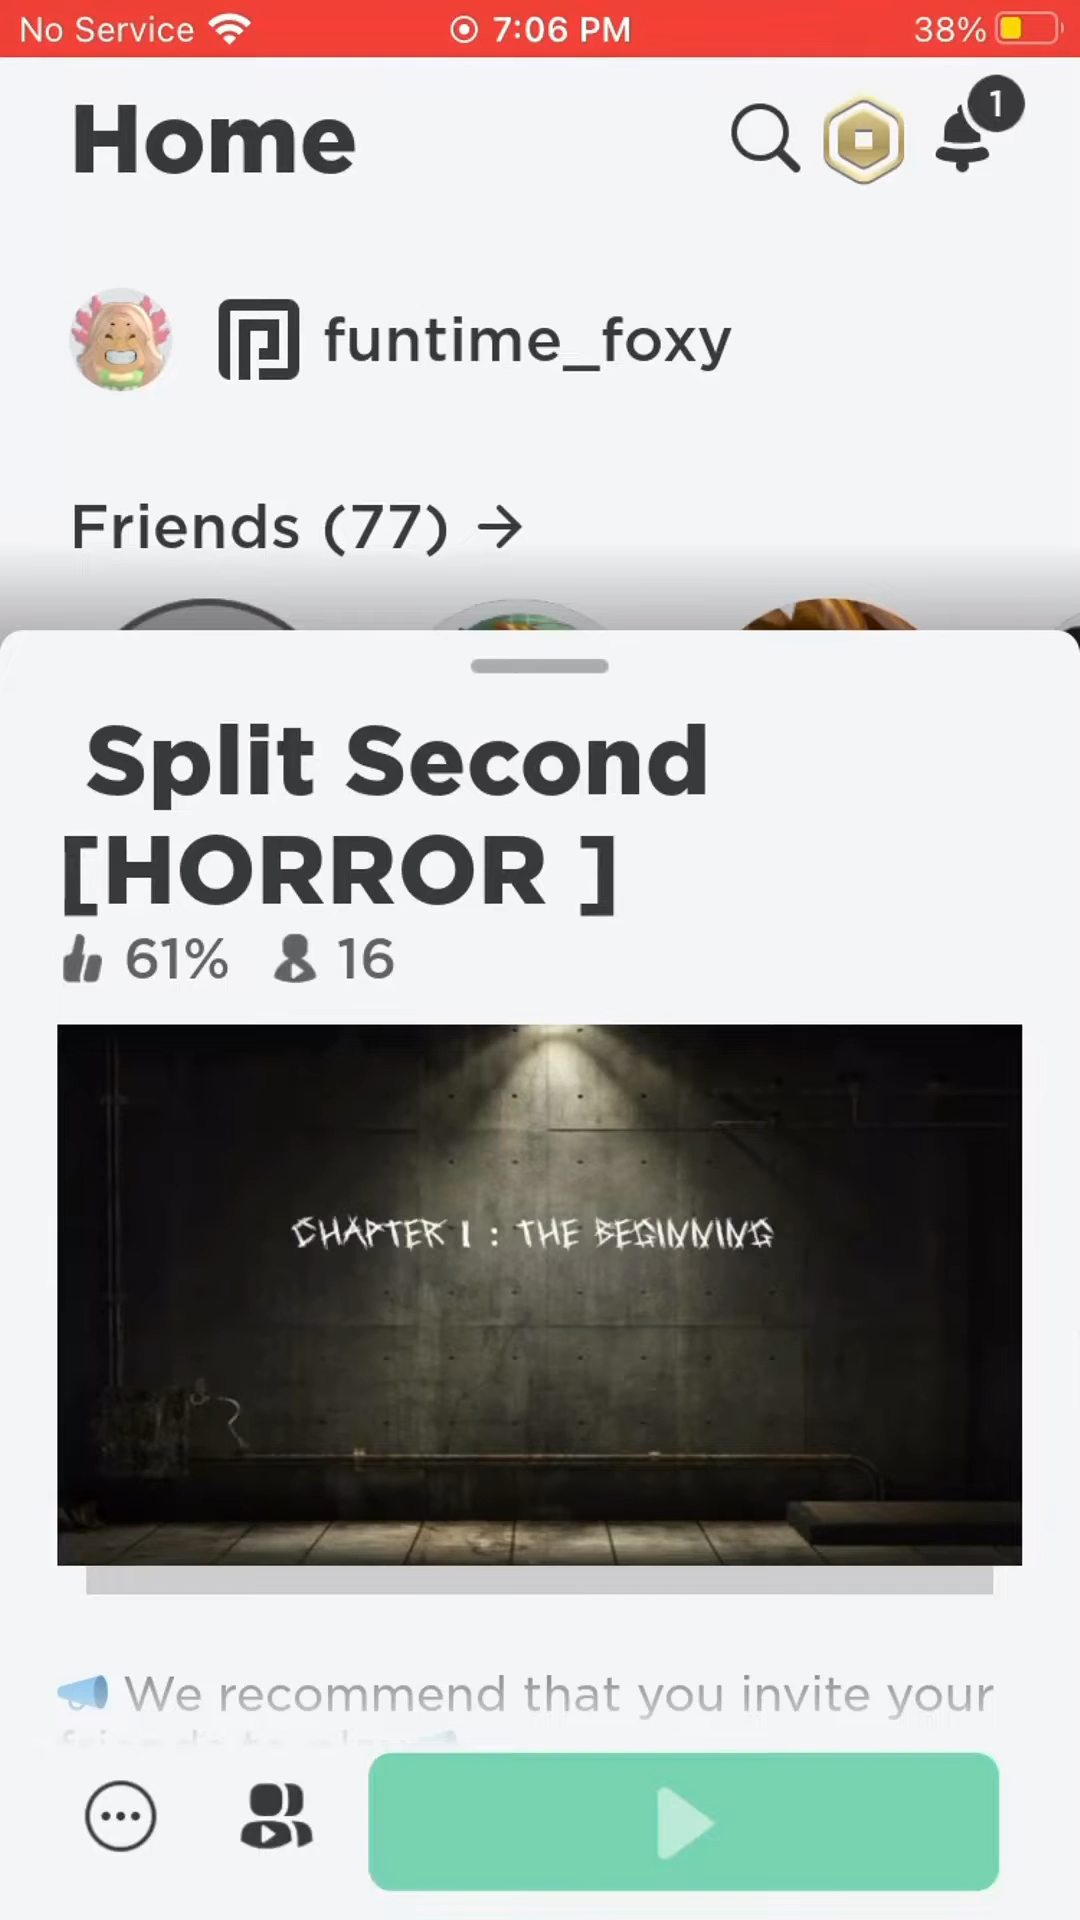 No Service 7:06 PM 38%
Home
1
funtime_foxy
Friends (77) →
Split Second
[HORROR ]
61% 16
CHAPTER I : THE BEGINNING
We recommend that you invite your